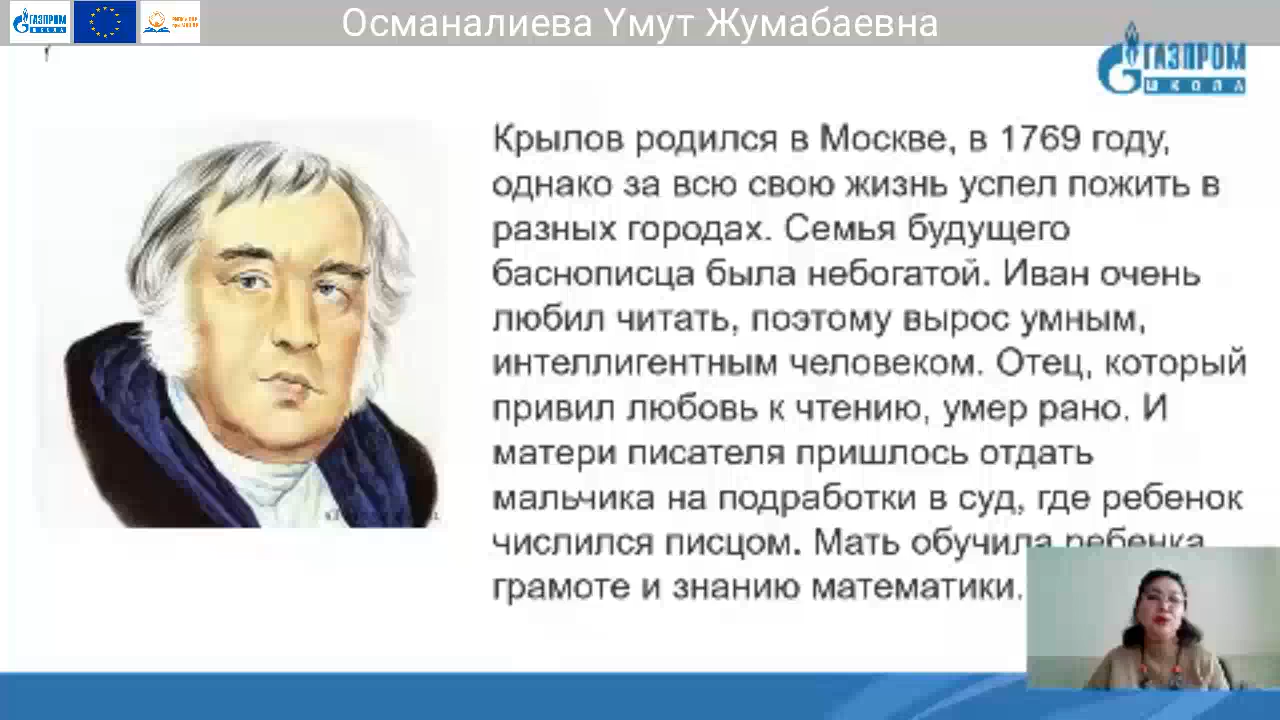 ГАЗПРОМ
ШКОЛА
Османалиева Үмут Жумабаевна
ГАЗПРОМ
ШКОЛА
Крылов родился в Москве, в 1769 году,
однако за всю свою жизнь успел пожить в
разных городах. Семья будущего
баснописца была небогатой. Иван очень
любил читать, поэтому вырос умным,
интеллигентным человеком. Отец, который
привил любовь к чтению, умер рано. И
матери писателя пришлось отдать
мальчика на подработки в суд, где ребенок
числился писцом. Мать обучила ребенка
грамоте и знанию математики.